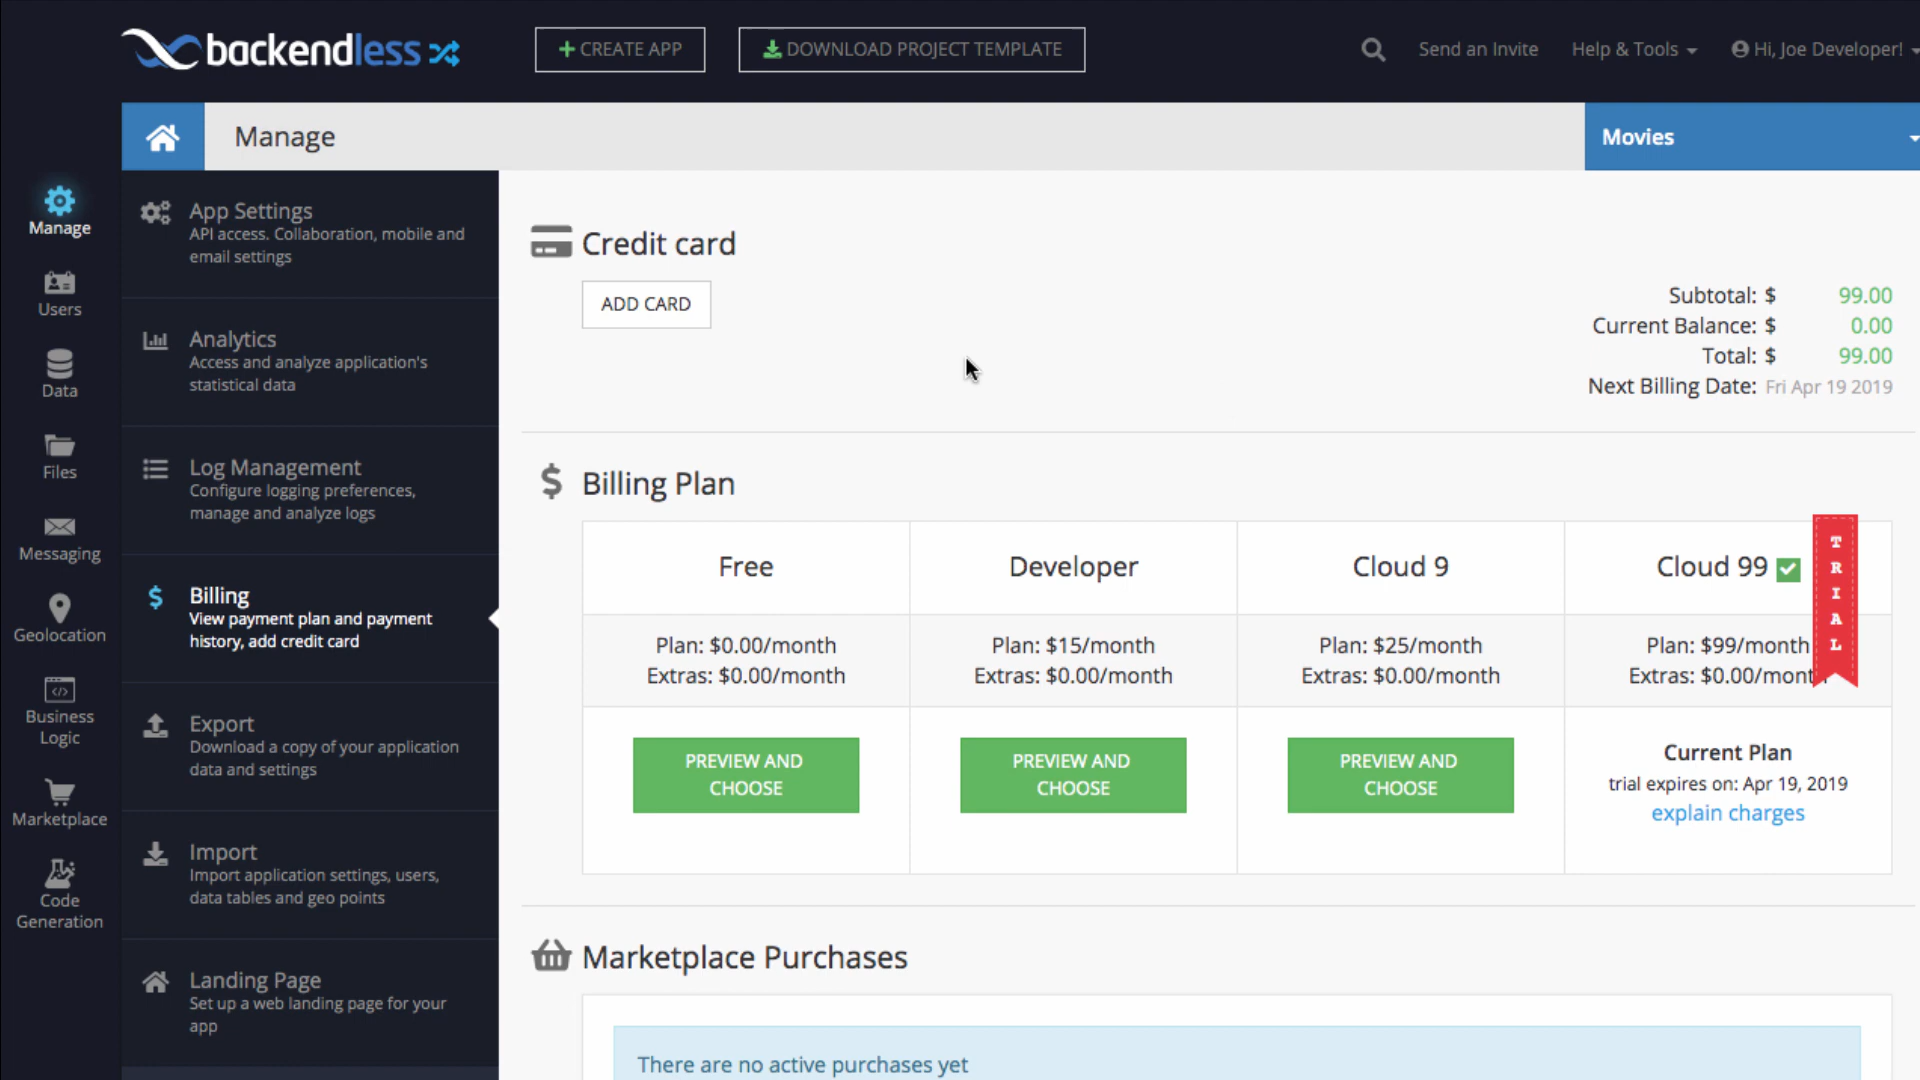 backendless
CREATE APP
DOWNLOAD PROJECT TEMPLATE
Send an Invite
Help & Tools
Hi, Joe Developer!
Manage
Movies
Manage
Users
Data
Files
Messaging
Geolocation
Business
Logic
Marketplace
Code
Generation
App Settings
API access. Collaboration, mobile and
email settings
Analytics
Access and analyze application's
statistical data
Log Management
Configure logging preferences,
manage and analyze logs
Billing
View payment plan and payment
history, add credit card
Export
Download a copy of your application
data and settings
Import
Import application settings, users,
data tables and geo points
Landing Page
Set up a web landing page for your
app
Credit card
ADD CARD
Subtotal: $ 99.00
Current Balance: $ 0.00
Total: $ 99.00
Next Billing Date: Fri Apr 19 2019
Billing Plan
Free
Plan: $0.00/month
Extras: $0.00/month
PREVIEW AND
CHOOSE
Developer
Plan: $15/month
Extras: $0.00/month
PREVIEW AND
CHOOSE
Cloud 9
Plan: $25/month
Extras: $0.00/month
PREVIEW AND
CHOOSE
Cloud 99
TRIAL
Plan: $99/month
Extras: $0.00/month
Current Plan
trial expires on: Apr 19, 2019
explain charges
Marketplace Purchases
There are no active purchases yet